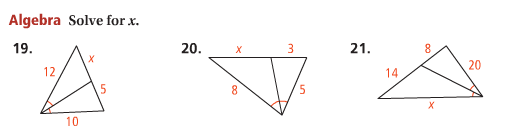 Algebra Solve for x.
19. 20. 21.
x 12 5 10
x 3 8 5
8 14 20 x